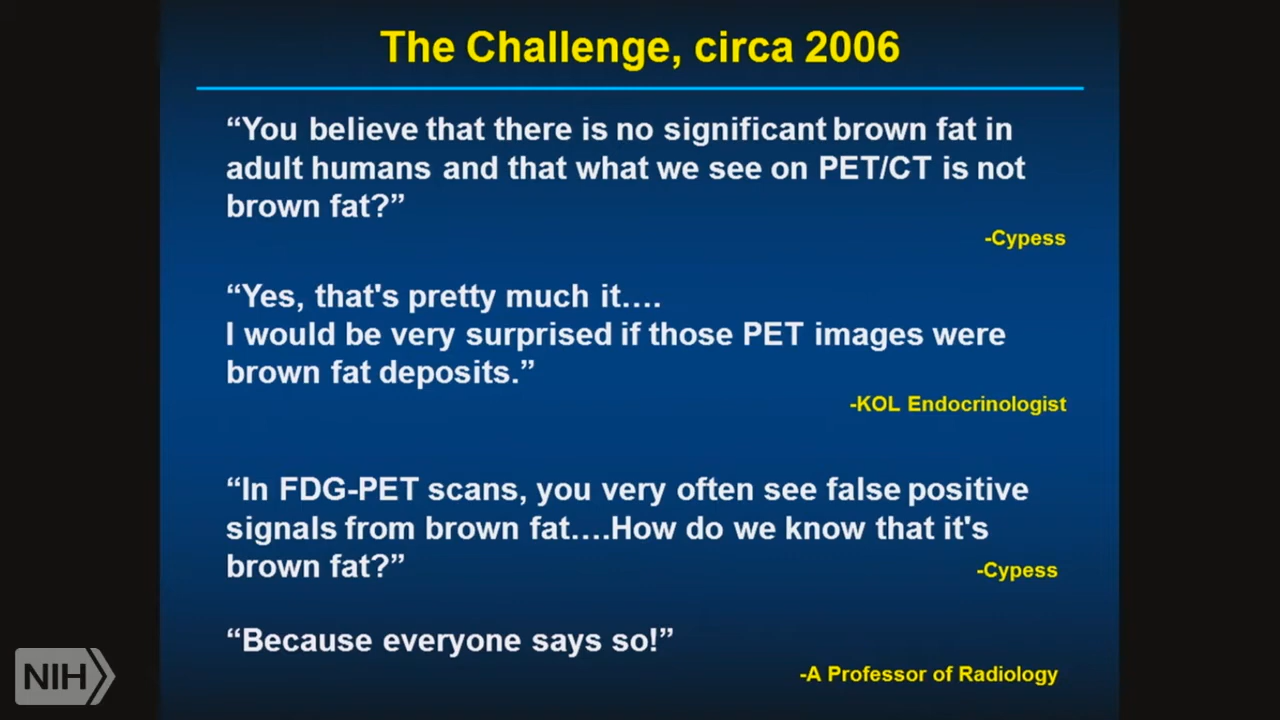 The Challenge, circa 2006
“You believe that there is no significant brown fat in
adult humans and that what we see on PET/CT is not
brown fat?”
-Cypess
“Yes, that's pretty much it….
I would be very surprised if those PET images were
brown fat deposits.”
-KOL Endocrinologist
“In FDG-PET scans, you very often see false positive
signals from brown fat….How do we know that it's
brown fat?”
-Cypess
“Because everyone says so!”
-A Professor of Radiology
NIH